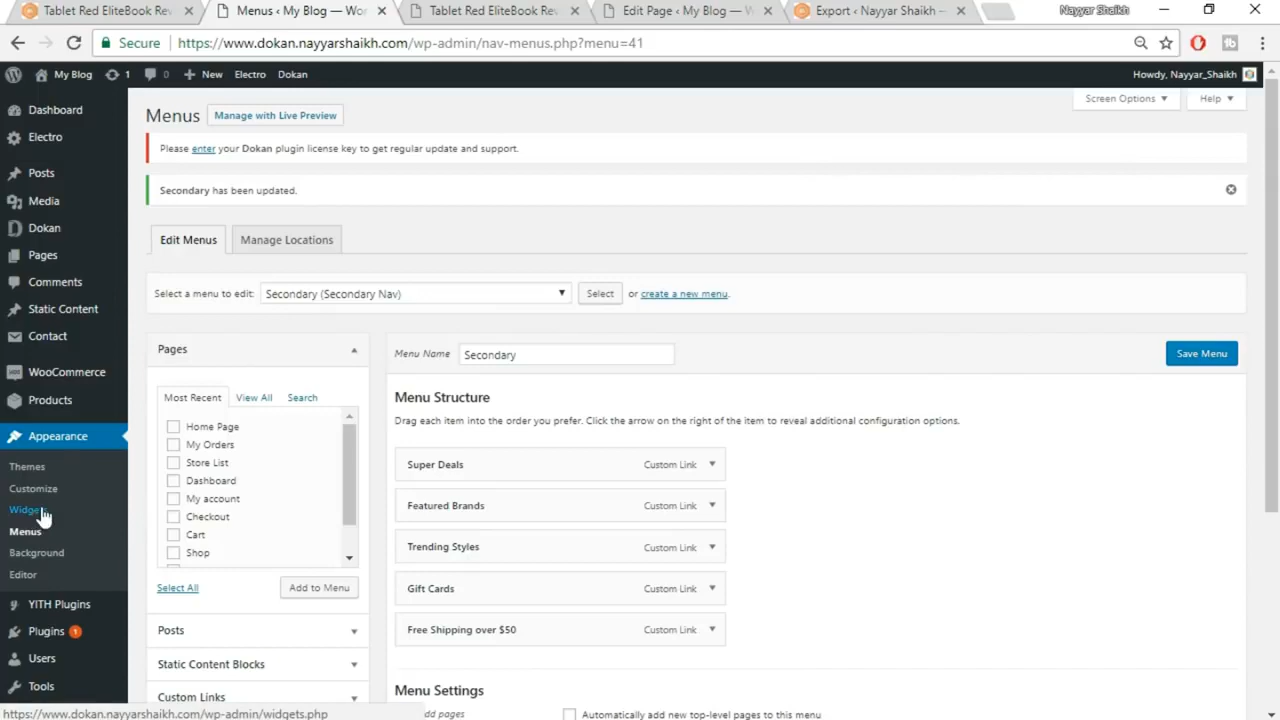 Tablet Red EliteBook Rev
Menus ‹ My Blog — Wor
Tablet Red EliteBook Rev
Edit Page ‹ My Blog — W
Export ‹ Nayyar Shaikh —
Nayyar Shaikh
Secure
https://www.dokan.nayyarshaikh.com/wp-admin/nav-menus.php?menu=41
My Blog
1
0
New
Electro
Dokan
Howdy, Nayyar_Shaikh
Screen Options
Help
Dashboard
Electro
Posts
Media
Dokan
Pages
Comments
Static Content
Contact
WooCommerce
Products
Appearance
Themes
Customize
Widgets
Menus
Background
Editor
YITH Plugins
Plugins 1
Users
Tools
Menus
Manage with Live Preview
Please enter your Dokan plugin license key to get regular update and support.
Secondary has been updated.
Edit Menus
Manage Locations
Select a menu to edit:
Secondary (Secondary Nav)
Select
or create a new menu.
Pages
Most Recent
View All
Search
Home Page
My Orders
Store List
Dashboard
My account
Checkout
Cart
Shop
Select All
Add to Menu
Posts
Static Content Blocks
Custom Links
Menu Name
Secondary
Save Menu
Menu Structure
Drag each item into the order you prefer. Click the arrow on the right of the item to reveal additional configuration options.
Super Deals
Custom Link
Featured Brands
Custom Link
Trending Styles
Custom Link
Gift Cards
Custom Link
Free Shipping over $50
Custom Link
Menu Settings
dd pages
Automatically add new top-level pages to this menu
https://www.dokan.nayyarshaikh.com/wp-admin/widgets.php